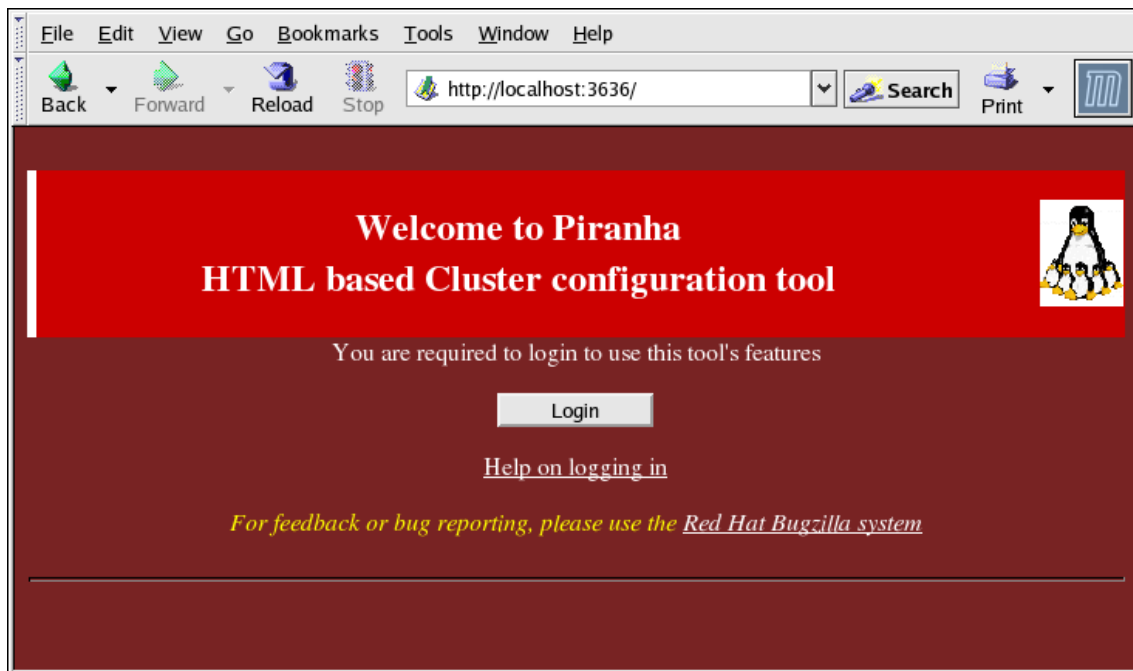 File Edit View Go Bookmarks Tools Window Help
Back Forward Reload Stop http://localhost:3636/ Search Print
Welcome to Piranha
HTML based Cluster configuration tool
You are required to login to use this tool's features
Login
Help on logging in
For feedback or bug reporting, please use the Red Hat Bugzilla system